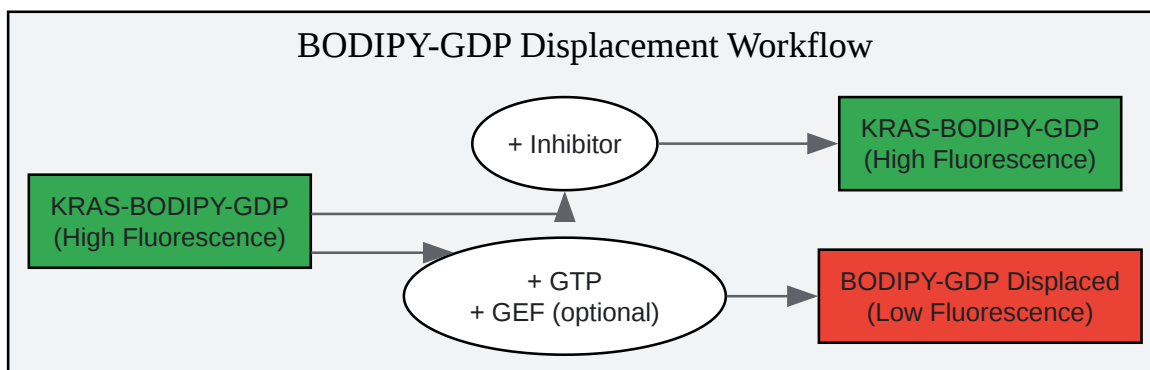 BODIPY-GDP Displacement Workflow
+ Inhibitor
KRAS-BODIPY-GDP
(High Fluorescence)
KRAS-BODIPY-GDP
(High Fluorescence)
+ GTP
+ GEF (optional)
BODIPY-GDP Displaced
(Low Fluorescence)